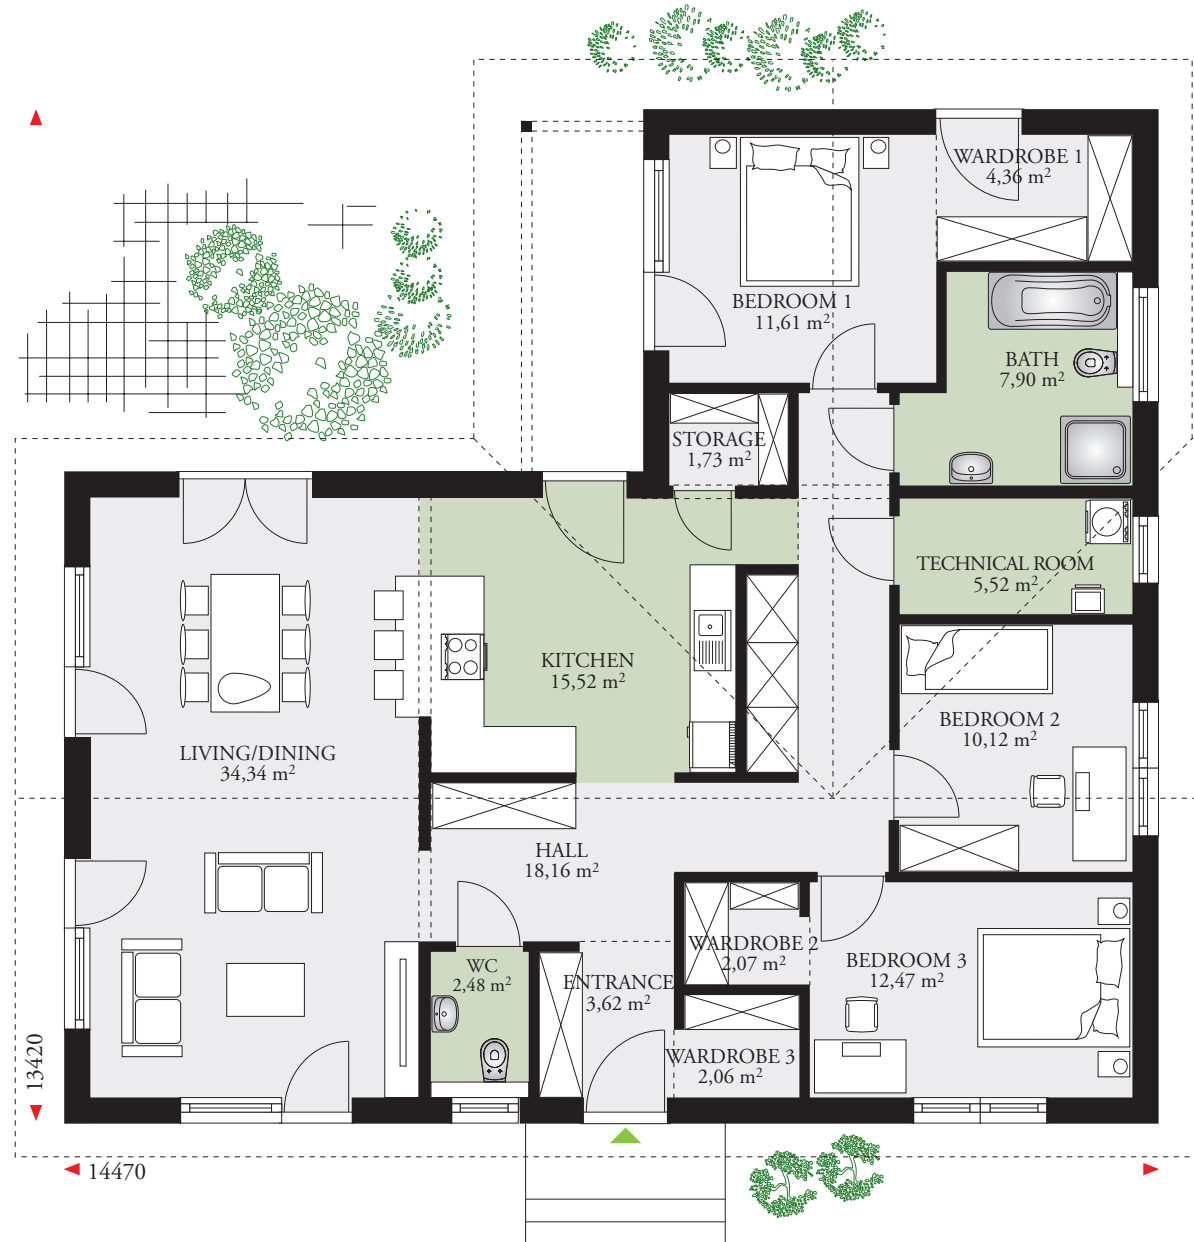 WARDROBE 1
4,36 m²
BEDROOM 1
11,61 m²
BATH
7,90 m²
STORAGE
1,73 m²
TECHNICAL ROOM
5,52 m²
KITCHEN
15,52 m²
BEDROOM 2
10,12 m²
LIVING/DINING
34,34 m²
HALL
18,16 m²
WARDROBE 2
2,07 m²
BEDROOM 3
12,47 m²
WC
2,48 m²
ENTRANCE
3,62 m²
WARDROBE 3
2,06 m²
13420
14470